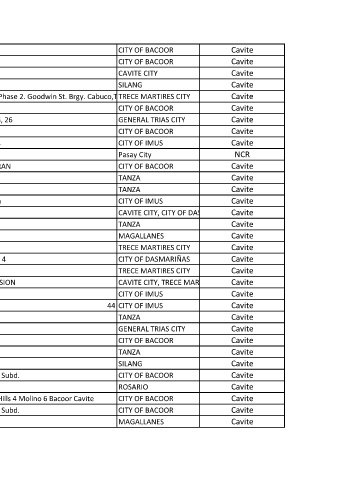 CITY OF BACOOR Cavite
CITY OF BACOOR Cavite
CAVITE CITY Cavite
SILANG Cavite
Phase 2. Goodwin St. Brgy. Cabuco,T TRECE MARTIRES CITY Cavite
CITY OF BACOOR Cavite
, 26 GENERAL TRIAS CITY Cavite
CITY OF BACOOR Cavite
CITY OF IMUS Cavite
Pasay City NCR
RAN CITY OF BACOOR Cavite
TANZA Cavite
TANZA Cavite
CITY OF IMUS Cavite
CAVITE CITY, CITY OF DAS Cavite
TANZA Cavite
MAGALLANES Cavite
TRECE MARTIRES CITY Cavite
4 CITY OF DASMARIÑAS Cavite
TRECE MARTIRES CITY Cavite
SION CAVITE CITY, TRECE MAR Cavite
CITY OF IMUS Cavite
44 CITY OF IMUS Cavite
TANZA Cavite
GENERAL TRIAS CITY Cavite
CITY OF BACOOR Cavite
TANZA Cavite
SILANG Cavite
Subd. CITY OF BACOOR Cavite
ROSARIO Cavite
Hills 4 Molino 6 Bacoor Cavite CITY OF BACOOR Cavite
Subd. CITY OF BACOOR Cavite
MAGALLANES Cavite